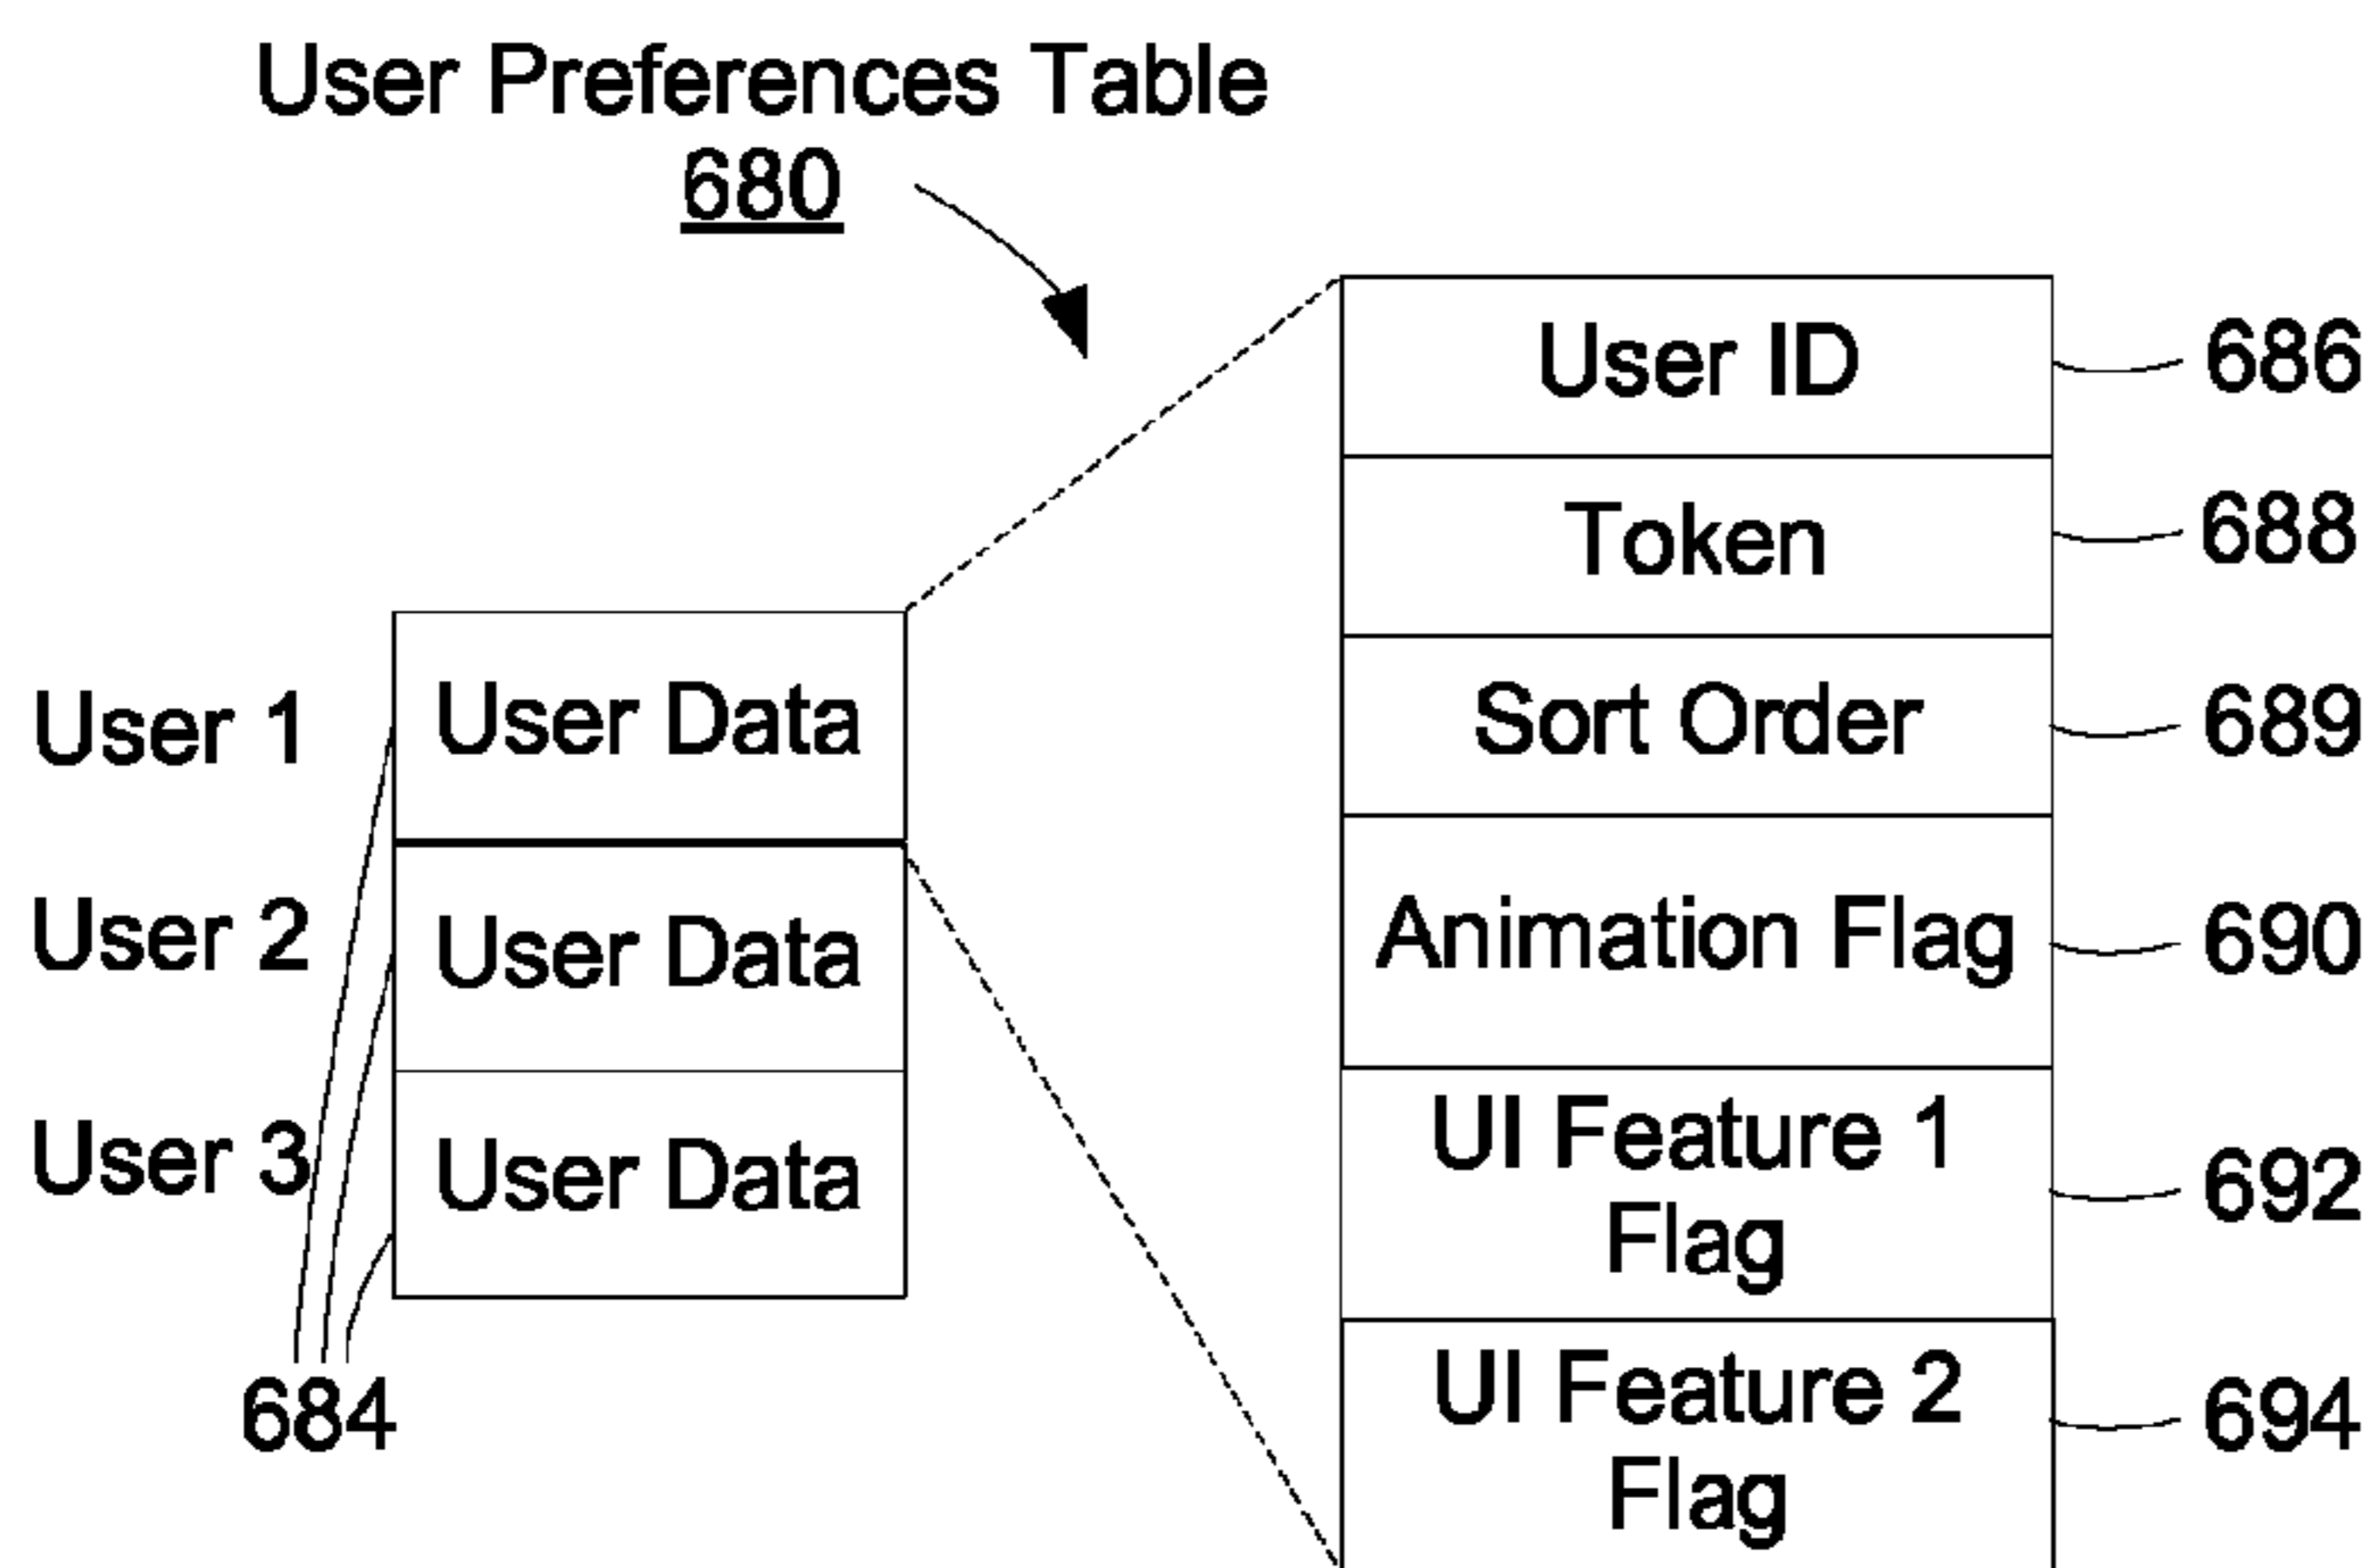 User Preferences Table
680
User ID
686
Token
688
Sort Order
689
Animation Flag
690
UI Feature 1
Flag
692
UI Feature 2
Flag
694
User 1
User Data
User 2
User Data
User 3
User Data
684